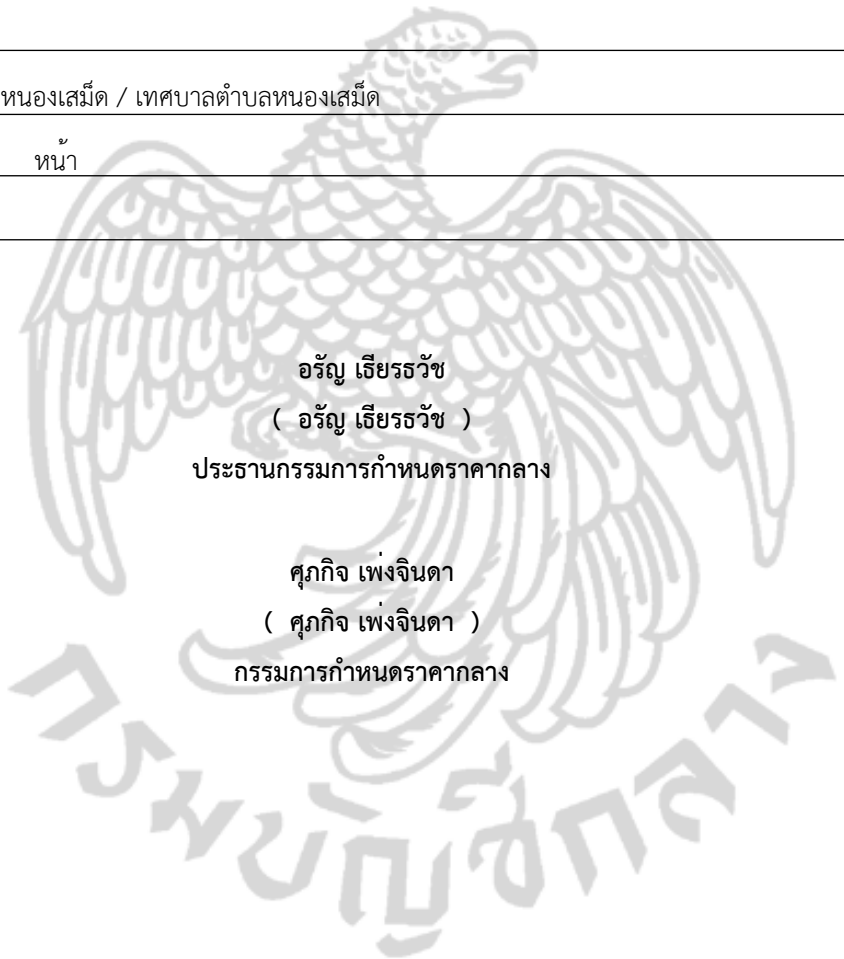 หนองเสม็ด / เทศบาลตำบลหนองเสม็ด
หน้า
อรัญ เธียรธวัช
( อรัญ เธียรธวัช )
ประธานกรรมการกำหนดราคากลาง
ศุภกิจ เพ่งจินดา
( ศุภกิจ เพ่งจินดา )
กรรมการกำหนดราคากลาง
กรมบัญชีกลาง